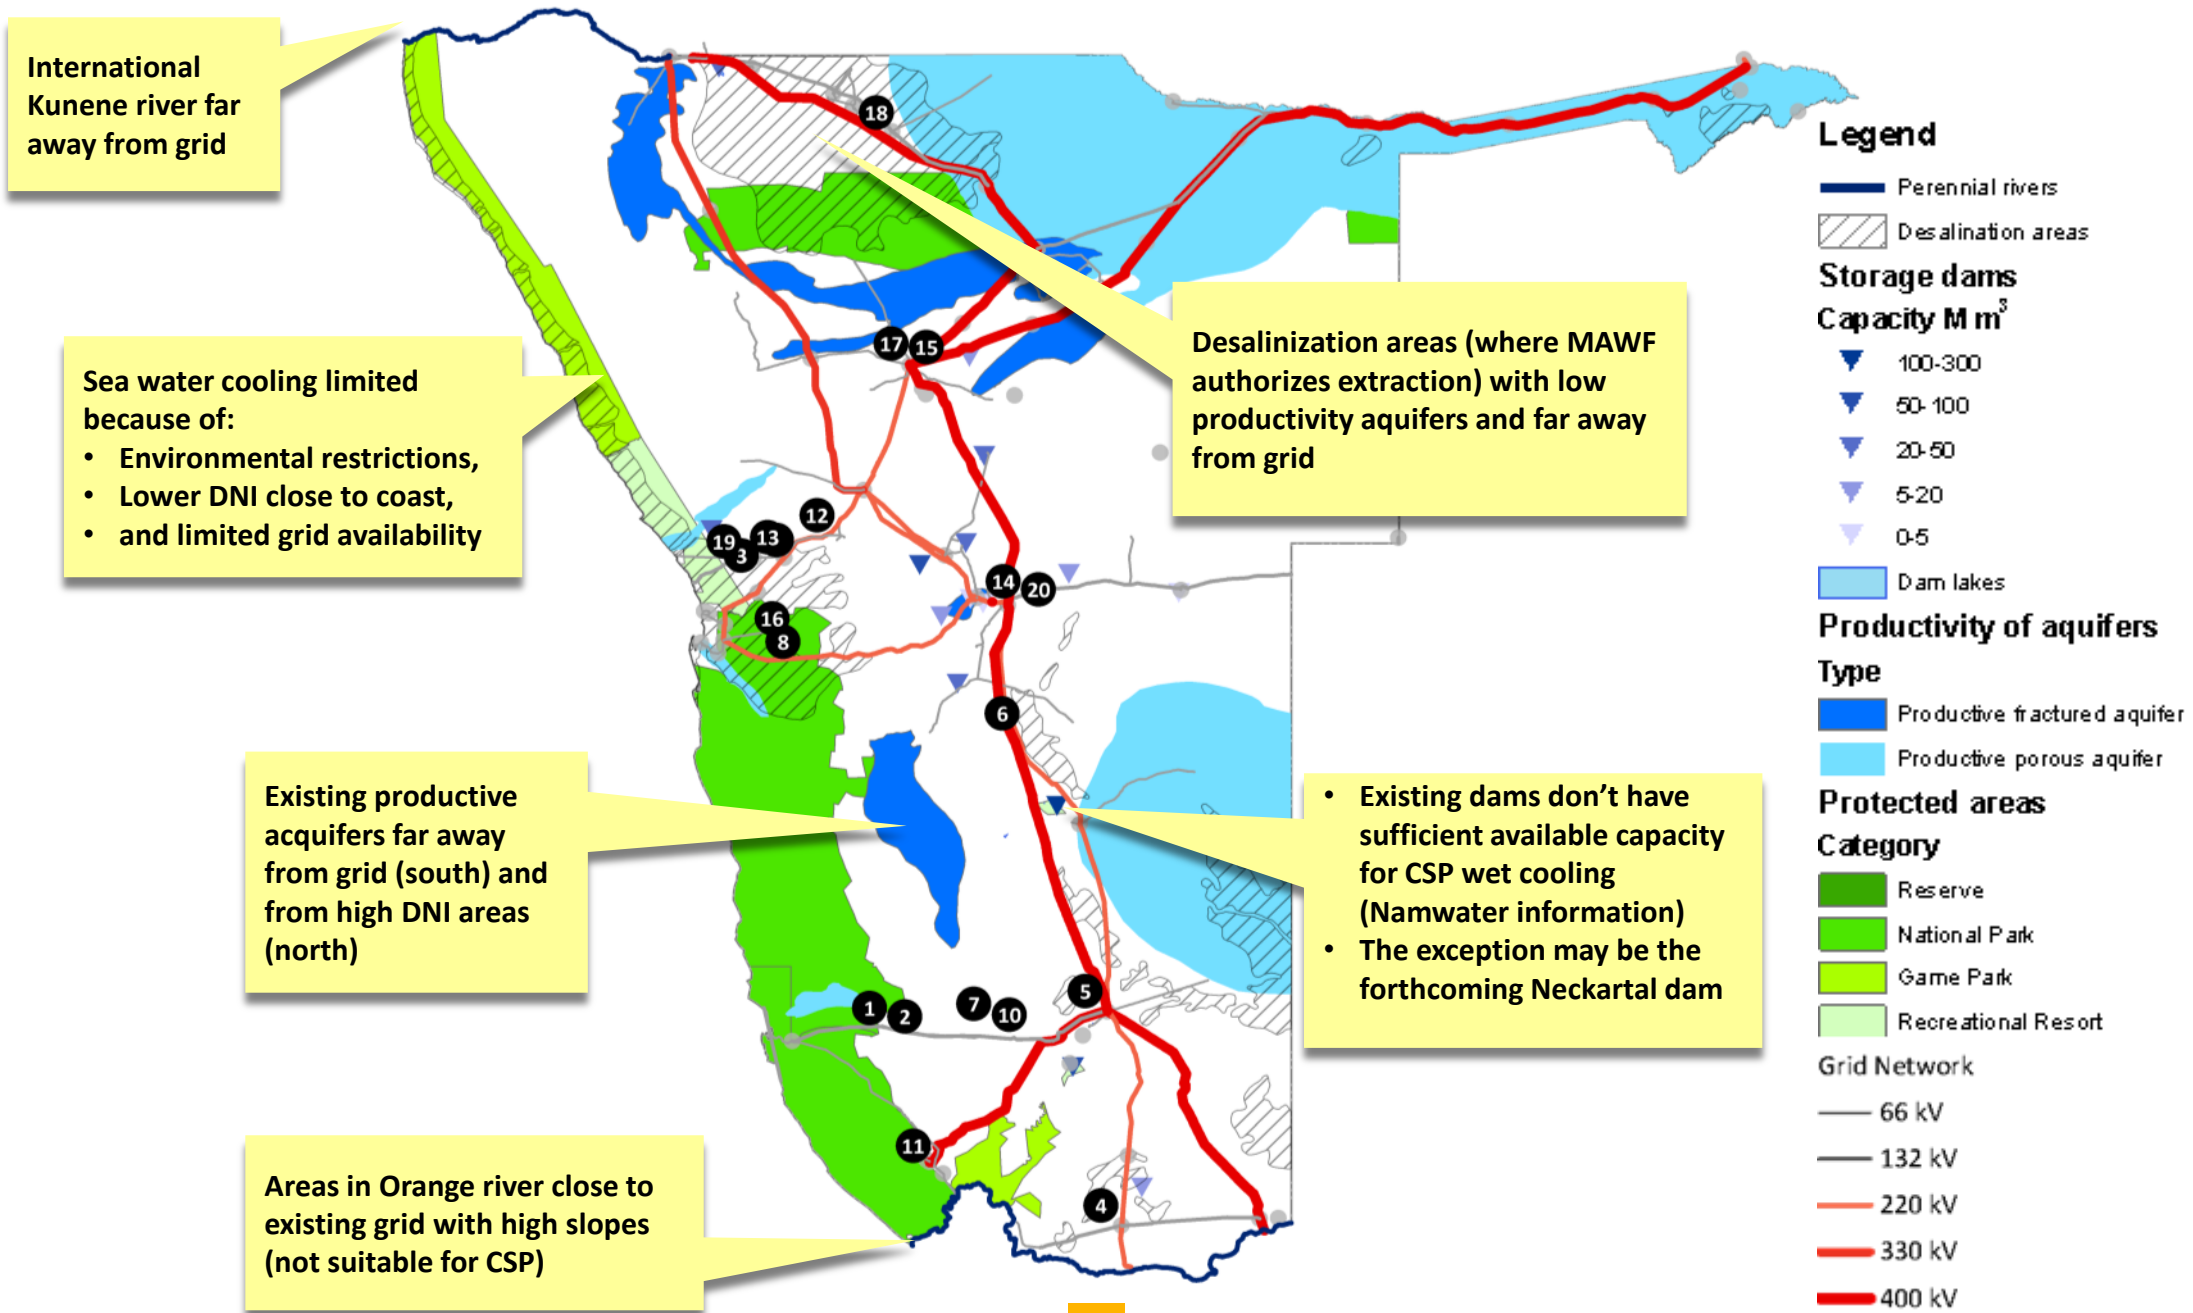 International
Kunene river far
away from grid
Sea water cooling limited
because of:
• Environmental restrictions,
• Lower DNI close to coast,
• and limited grid availability
Existing productive
acquifers far away
from grid (south) and
from high DNI areas
(north)
Areas in Orange river close to
existing grid with high slopes
(not suitable for CSP)
Desalinization areas (where MAWF
authorizes extraction) with low
productivity aquifers and far away
from grid
• Existing dams don’t have
sufficient available capacity
for CSP wet cooling
(Namwater information)
• The exception may be the
forthcoming Neckartal dam
18
17
15
12
19
13
3
14
20
16
8
6
1
2
7
10
5
11
4
Legend
Perennial rivers
Desalination areas
Storage dams
Capacity M m³
100-300
50-100
20-50
5-20
0-5
Dam lakes
Productivity of aquifers
Type
Productive fractured aquifer
Productive porous aquifer
Protected areas
Category
Reserve
National Park
Game Park
Recreational Resort
Grid Network
66 kV
132 kV
220 kV
330 kV
400 kV